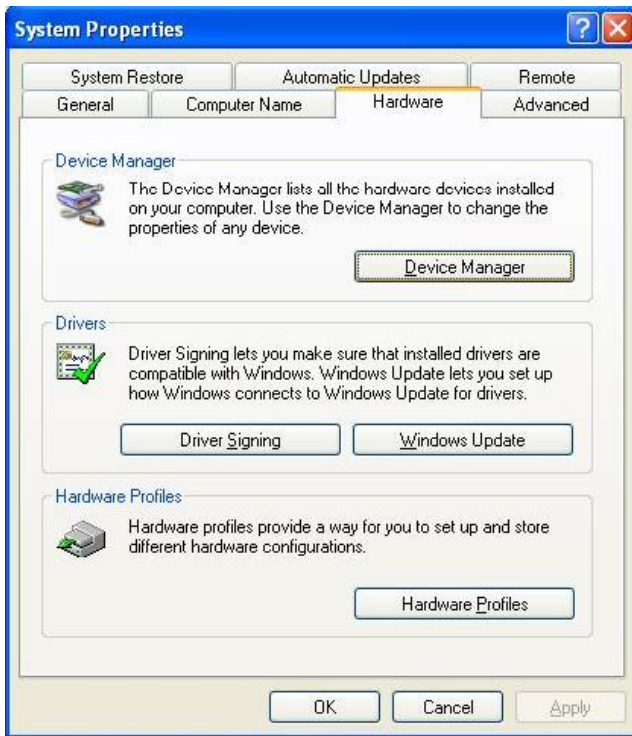 System Properties
System Restore Automatic Updates Remote
General Computer Name Hardware Advanced
Device Manager
The Device Manager lists all the hardware devices installed
on your computer. Use the Device Manager to change the
properties of any device.
Device Manager
Drivers
Driver Signing lets you make sure that installed drivers are
compatible with Windows. Windows Update lets you set up
how Windows connects to Windows Update for drivers.
Driver Signing Windows Update
Hardware Profiles
Hardware profiles provide a way for you to set up and store
different hardware configurations.
Hardware Profiles
OK Cancel Apply